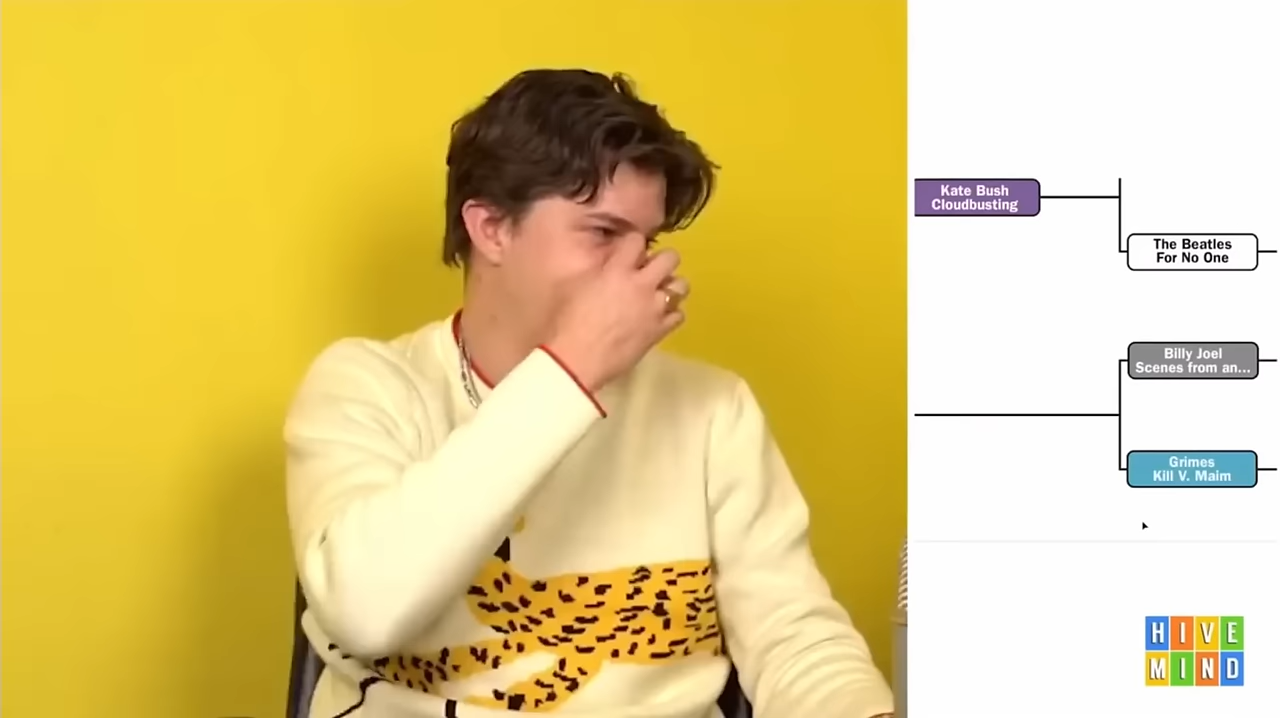 Kate Bush
Cloudbusting
The Beatles
For No One
Billy Joel
Scenes from an...
Grimes
Kill V. Maim
HIVE
MIND